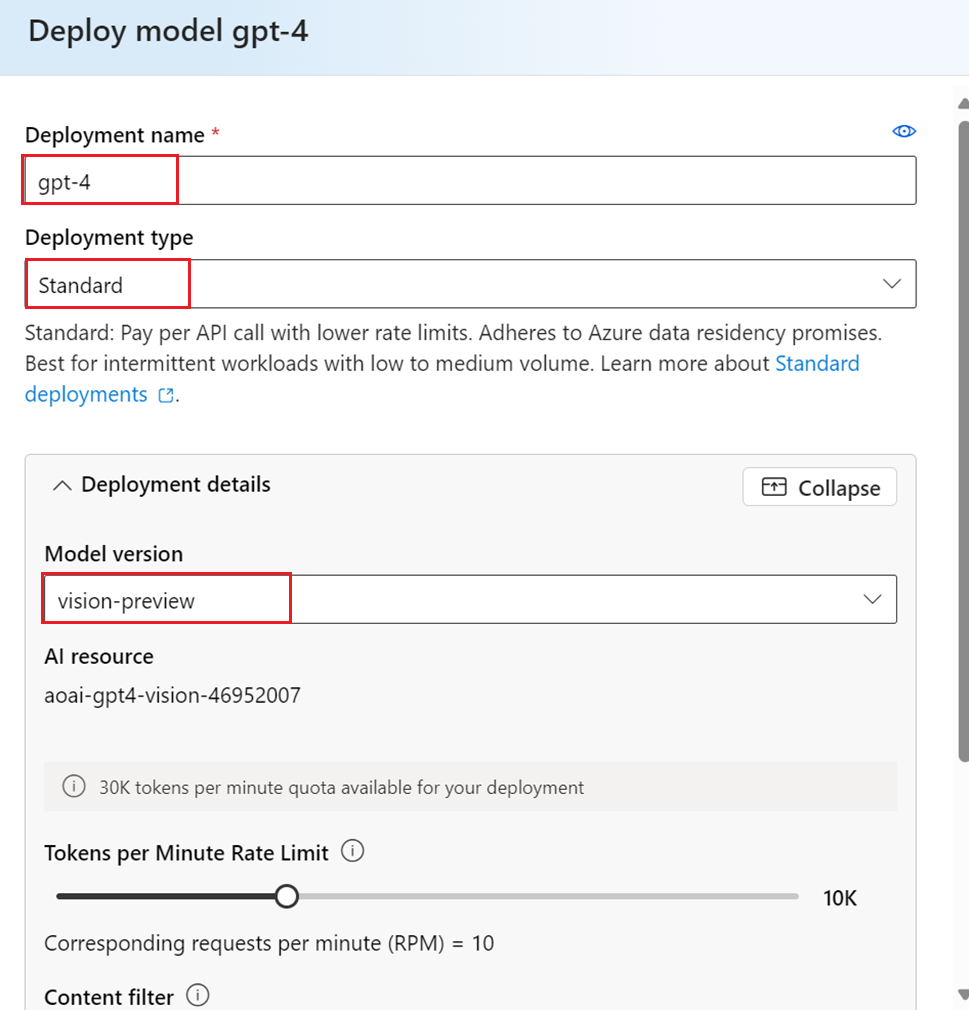 Deploy model gpt-4
Deployment name *
gpt-4
Deployment type
Standard
Standard: Pay per API call with lower rate limits. Adheres to Azure data residency promises.
Best for intermittent workloads with low to medium volume. Learn more about Standard
deployments.
Deployment details
Collapse
Model version
vision-preview
AI resource
aoai-gpt4-vision-46952007
30K tokens per minute quota available for your deployment
Tokens per Minute Rate Limit
10K
Corresponding requests per minute (RPM) = 10
Content filter